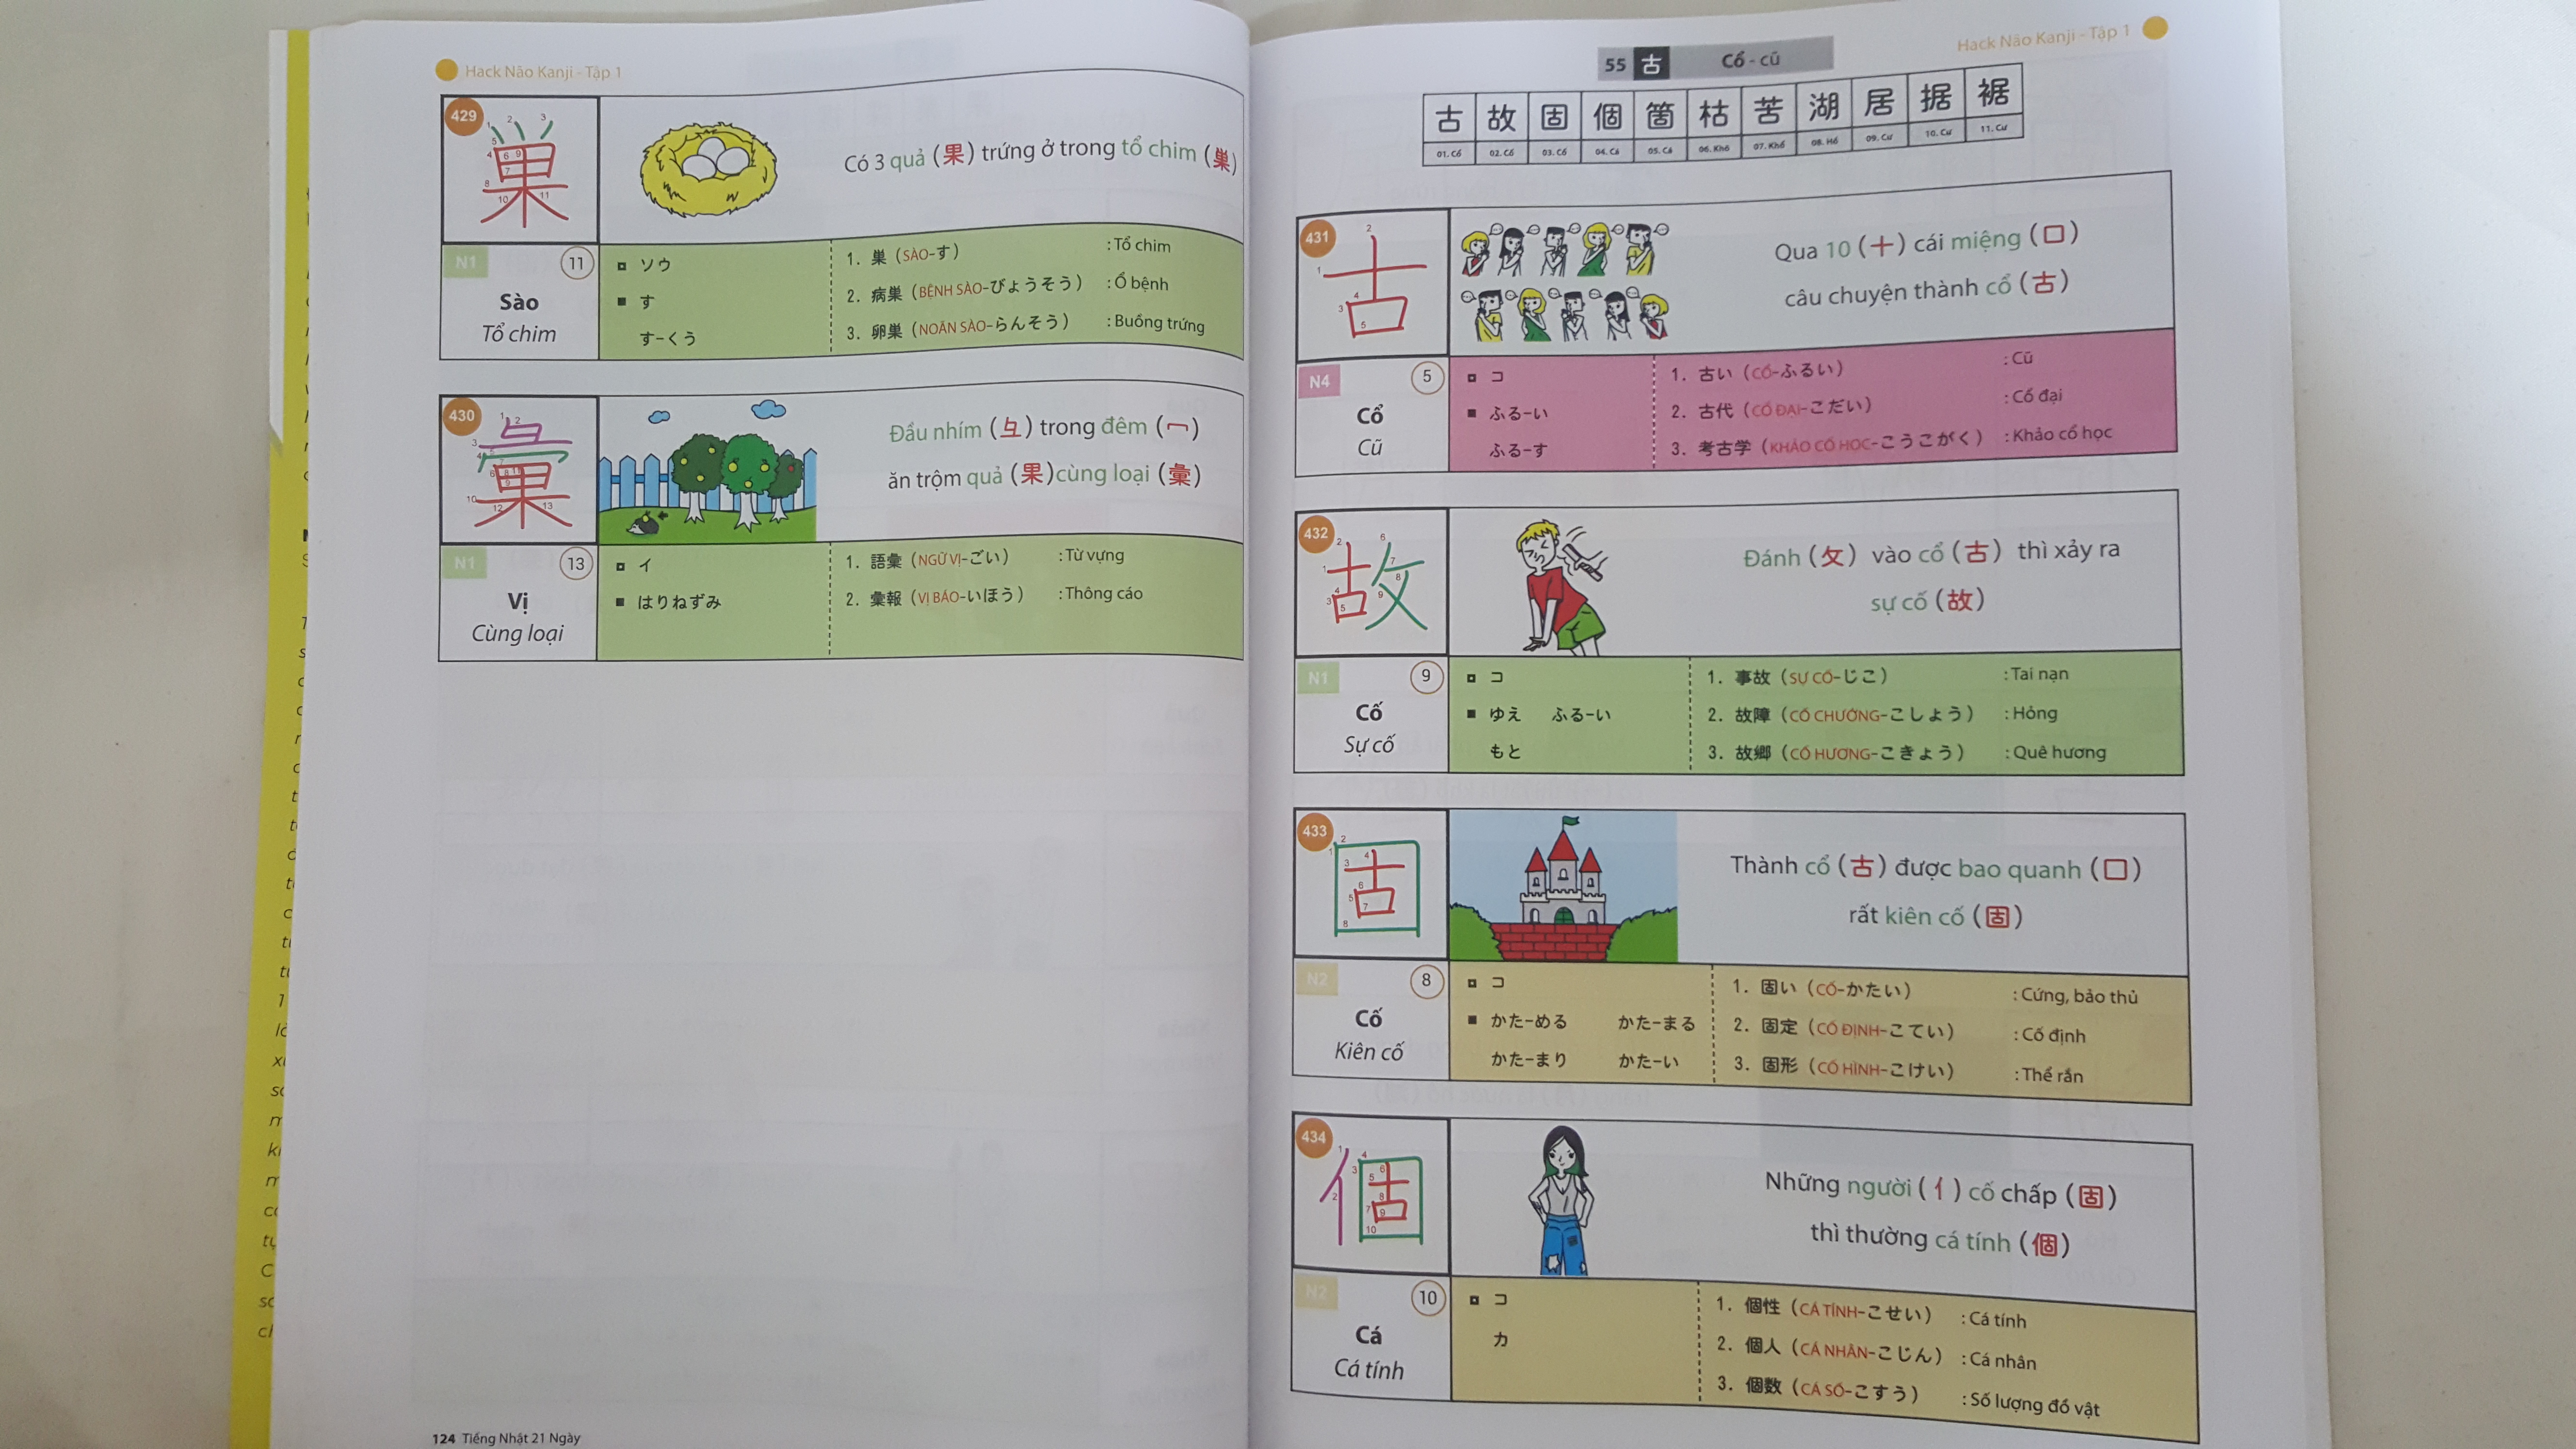 Hack Não Kanji - Tập 1
429
N1
11
Sào
Tổ chim
Có 3 quả (果) trứng ở trong tổ chim (巣)
ソウ
す
すーくう
1. 巣 (SÀO-す) : Tổ chim
2. 病巣 (BỆNH SÀO-びょうそう) : Ổ bệnh
3. 卵巣 (NOÃN SÀO-らんそう) : Buồng trứng
430
N1
13
Vị
Cùng loại
Đầu nhím (彑) trong đêm (冖)
ăn trộm quả (果)cùng loại (彙)
イ
はりねずみ
1. 語彙 (NGỮ VỊ-ごい) : Từ vựng
2. 彙報 (VỊ BÁO-いほう) : Thông cáo
124 Tiếng Nhật 21 Ngày
Hack Não Kanji - Tập 1
55 古 Cổ - cũ
古 故 固 個 箇 枯 苦 湖 居 据 裾
01. Cổ 02. Cố 03. Cố 04. Cá 05. Cá 06. Khô 07. Khổ 08. Hồ 09. Cư 10. Cư 11. Cư
431
N4
5
Cổ
Cũ
Qua 10 (十) cái miệng (口)
câu chuyện thành cổ (古)
コ
ふるーい
ふるーす
1. 古い (CỔ-ふるい) : Cũ
2. 古代 (CỔ ĐẠI-こだい) : Cổ đại
3. 考古学 (KHẢO CỔ HỌC-こうこがく) : Khảo cổ học
432
N1
9
Cố
Sự cố
Đánh (攵) vào cổ (古) thì xảy ra
sự cố (故)
コ
ゆえ ふるーい
もと
1. 事故 (SỰ CỐ-じこ) : Tai nạn
2. 故障 (CỐ CHƯỚNG-こしょう) : Hỏng
3. 故郷 (CỐ HƯƠNG-こきょう) : Quê hương
433
N2
8
Cố
Kiên cố
Thành cổ (古) được bao quanh (口)
rất kiên cố (固)
コ
かたーめる かたーまる
かたーまり かたーい
1. 固い (CỐ-かたい) : Cứng, bảo thủ
2. 固定 (CỐ ĐỊNH-こてい) : Cố định
3. 固形 (CỐ HÌNH-こけい) : Thể rắn
434
N2
10
Cá
Cá tính
Những người (亻) cố chấp (固)
thì thường cá tính (個)
コ
カ
1. 個性 (CÁ TÍNH-こせい) : Cá tính
2. 個人 (CÁ NHÂN-こじん) : Cá nhân
3. 個数 (CÁ SỐ-こすう) : Số lượng đồ vật